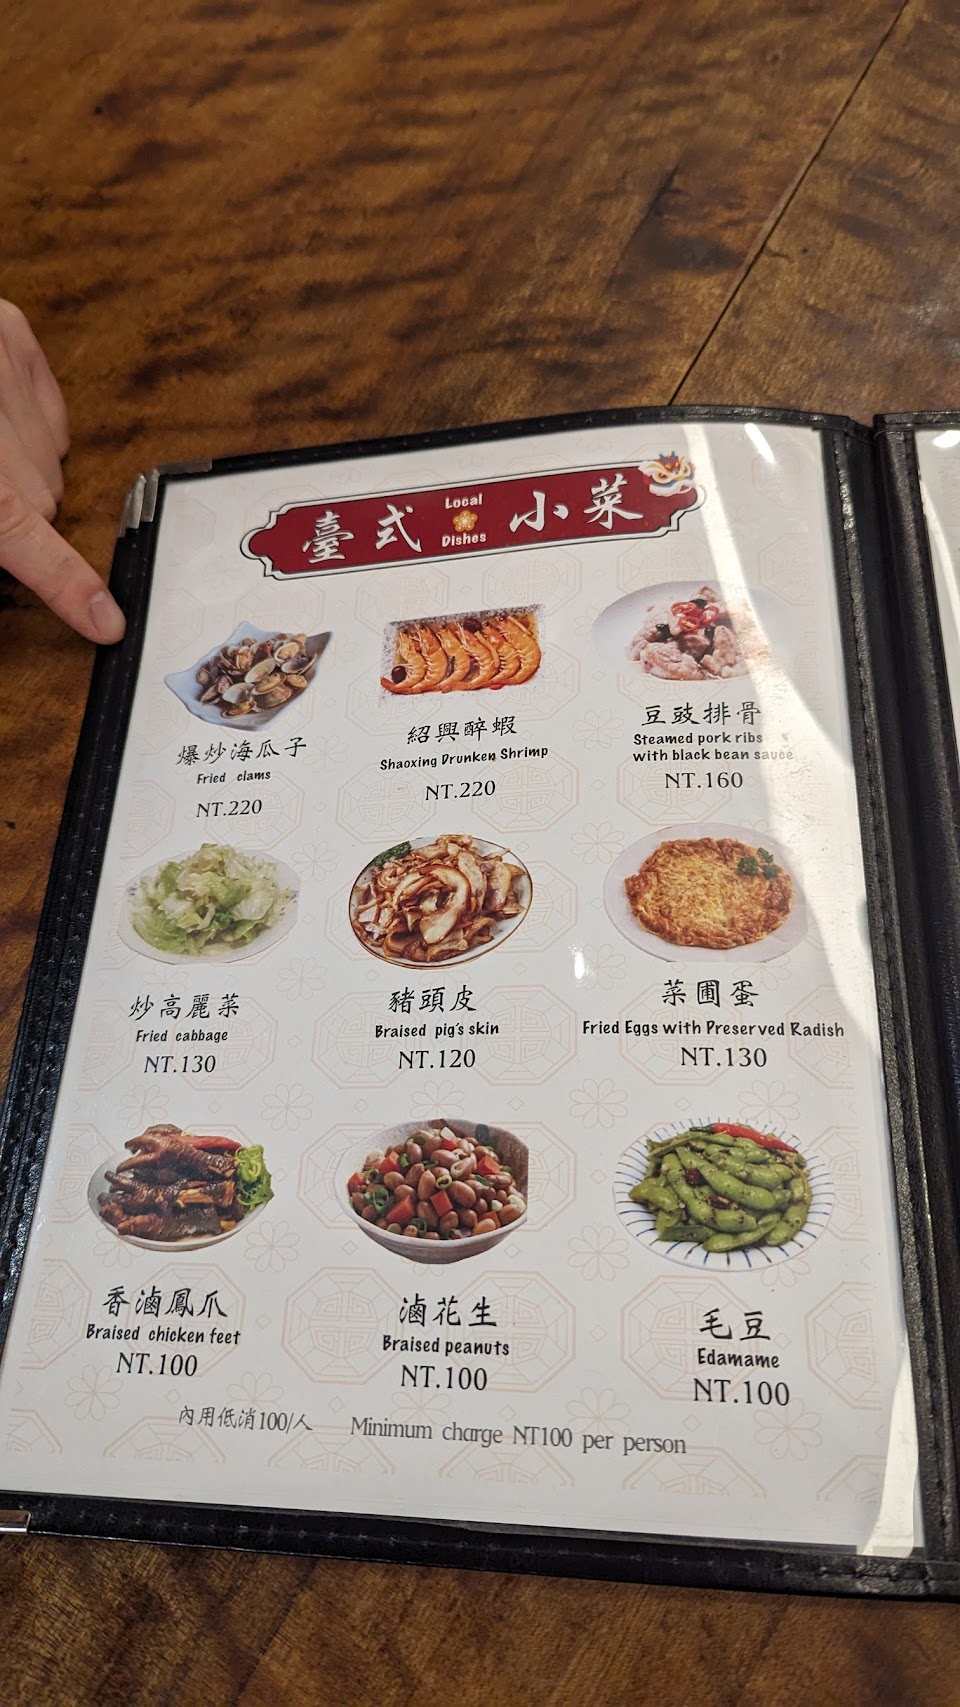 臺式 Local Dishes 小菜
爆炒海瓜子
Fried clams
NT.220
紹興醉蝦
Shaoxing Drunken Shrimp
NT.220
豆豉排骨
Steamed pork ribs
with black bean sauce
NT.160
炒高麗菜
Fried cabbage
NT.130
豬頭皮
Braised pig's skin
NT.120
菜圃蛋
Fried Eggs with Preserved Radish
NT.130
香滷鳳爪
Braised chicken feet
NT.100
滷花生
Braised peanuts
NT.100
毛豆
Edamame
NT.100
內用低消100/人 Minimum charge NT100 per person